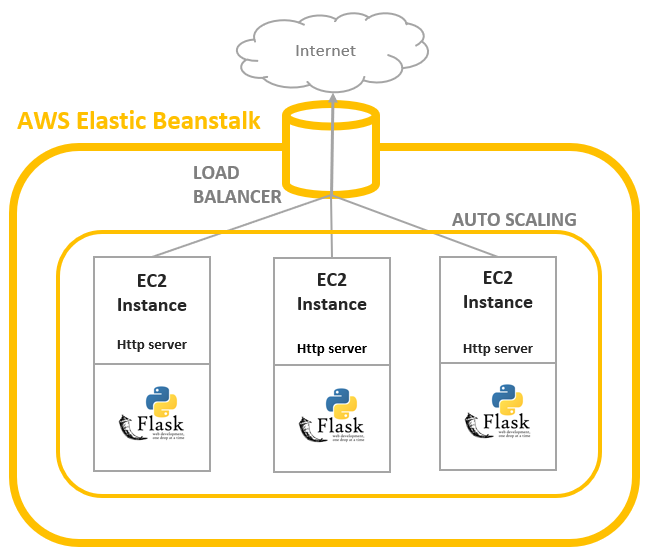 Internet
AWS Elastic Beanstalk
LOAD
BALANCER
AUTO SCALING
EC2
Instance
Http server
Flask
web development,
one drop at a time
EC2
Instance
Http server
Flask
web development,
one drop at a time
EC2
Instance
Http server
Flask
web development,
one drop at a time